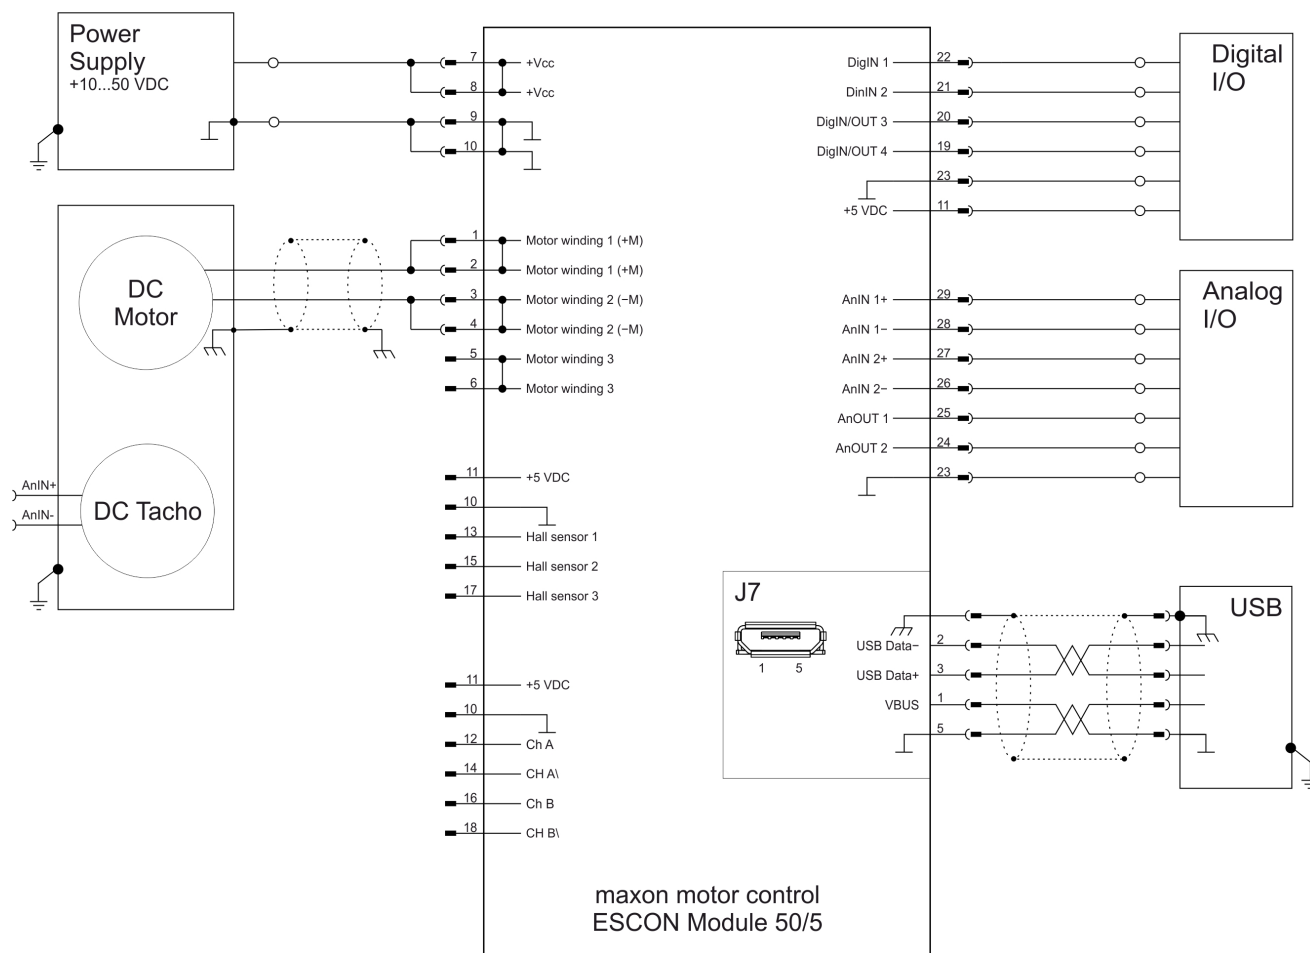 Power
Supply
+10...50 VDC
7 +Vcc
8 +Vcc
9
10
DC
Motor
1 Motor winding 1 (+M)
2 Motor winding 1 (+M)
3 Motor winding 2 (−M)
4 Motor winding 2 (−M)
5 Motor winding 3
6 Motor winding 3
AnIN+
AnIN-
DC Tacho
11 +5 VDC
10
13 Hall sensor 1
15 Hall sensor 2
17 Hall sensor 3
11 +5 VDC
10
12 Ch A
14 CH A\
16 Ch B
18 CH B\
DigIN 1 22
DinIN 2 21
DigIN/OUT 3 20
DigIN/OUT 4 19
23
+5 VDC 11
Digital
I/O
AnIN 1+ 29
AnIN 1− 28
AnIN 2+ 27
AnIN 2− 26
AnOUT 1 25
AnOUT 2 24
23
Analog
I/O
J7
1 5
USB Data− 2
USB Data+ 3
VBUS 1
5
USB
maxon motor control
ESCON Module 50/5